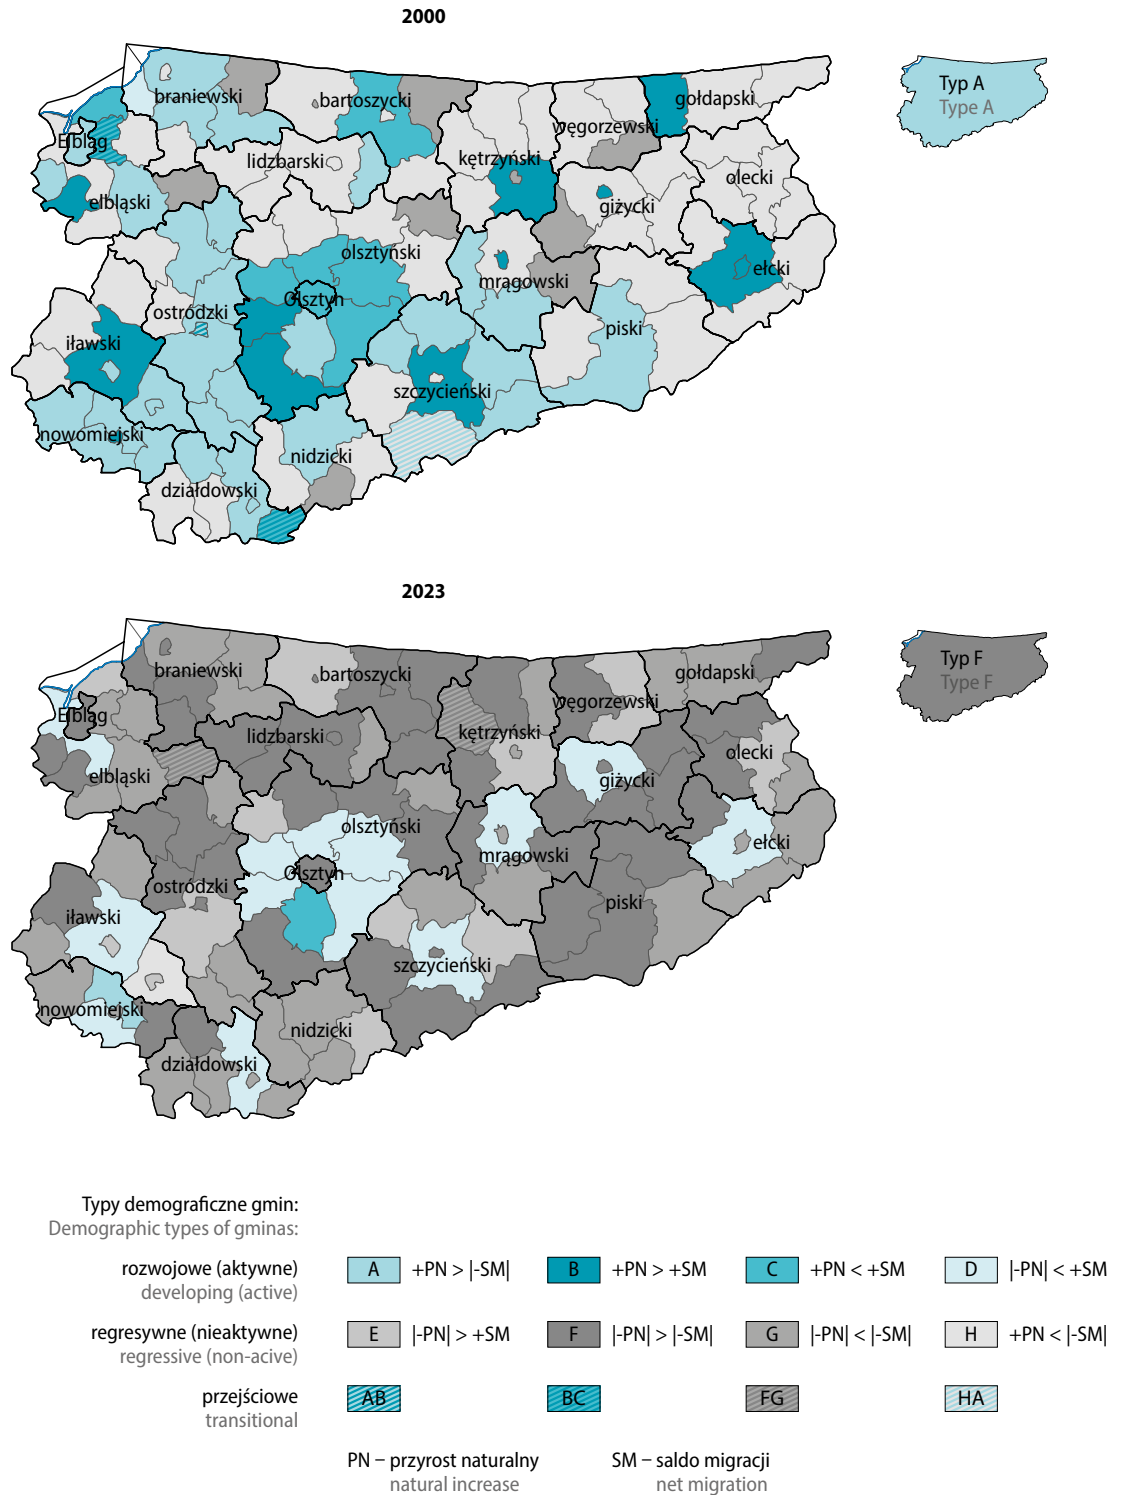 2000
braniewski
bartoszycki
gołdapski
węgorzewski
Elbląg
lidzbarski
kętrzyński
olecki
elbląski
giżycki
olsztyński
ełcki
mrągowski
Olsztyn
ostródzki
piski
iławski
szczycieński
nowomiejski
nidzicki
działdowski
Typ A
Type A
2023
braniewski
bartoszycki
gołdapski
węgorzewski
Elbląg
lidzbarski
kętrzyński
olecki
elbląski
giżycki
olsztyński
ełcki
mrągowski
Olsztyn
ostródzki
piski
iławski
szczycieński
nowomiejski
nidzicki
działdowski
Typ F
Type F
Typy demograficzne gmin:
Demographic types of gminas:
rozwojowe (aktywne)
developing (active)
A +PN > |-SM|
B +PN > +SM
C +PN < +SM
D |-PN| < +SM
regresywne (nieaktywne)
regressive (non-acive)
E |-PN| > +SM
F |-PN| > |-SM|
G |-PN| < |-SM|
H +PN < |-SM|
przejściowe
transitional
AB
BC
FG
HA
PN – przyrost naturalny
natural increase
SM – saldo migracji
net migration